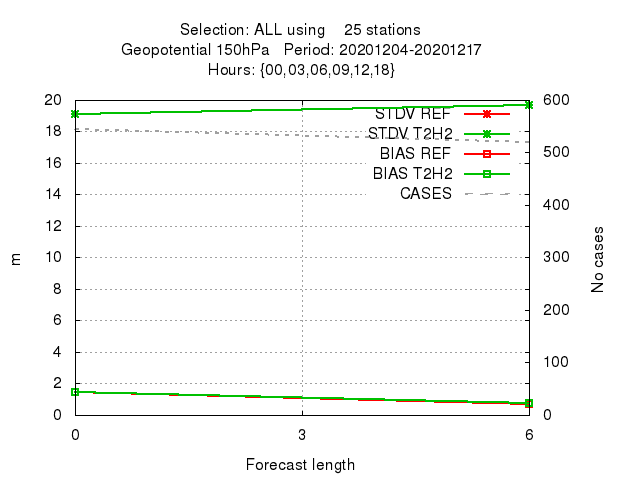 Selection: ALL using    25 stations
Geopotential 150hPa   Period: 20201204-20201217
Hours: {00,03,06,09,12,18}
20
18
16
14
12
10
8
6
4
2
0
m
STDV REF
STDV T2H2
BIAS REF
BIAS T2H2
CASES
600
500
400
300
200
100
0
No cases
0 3 6
Forecast length